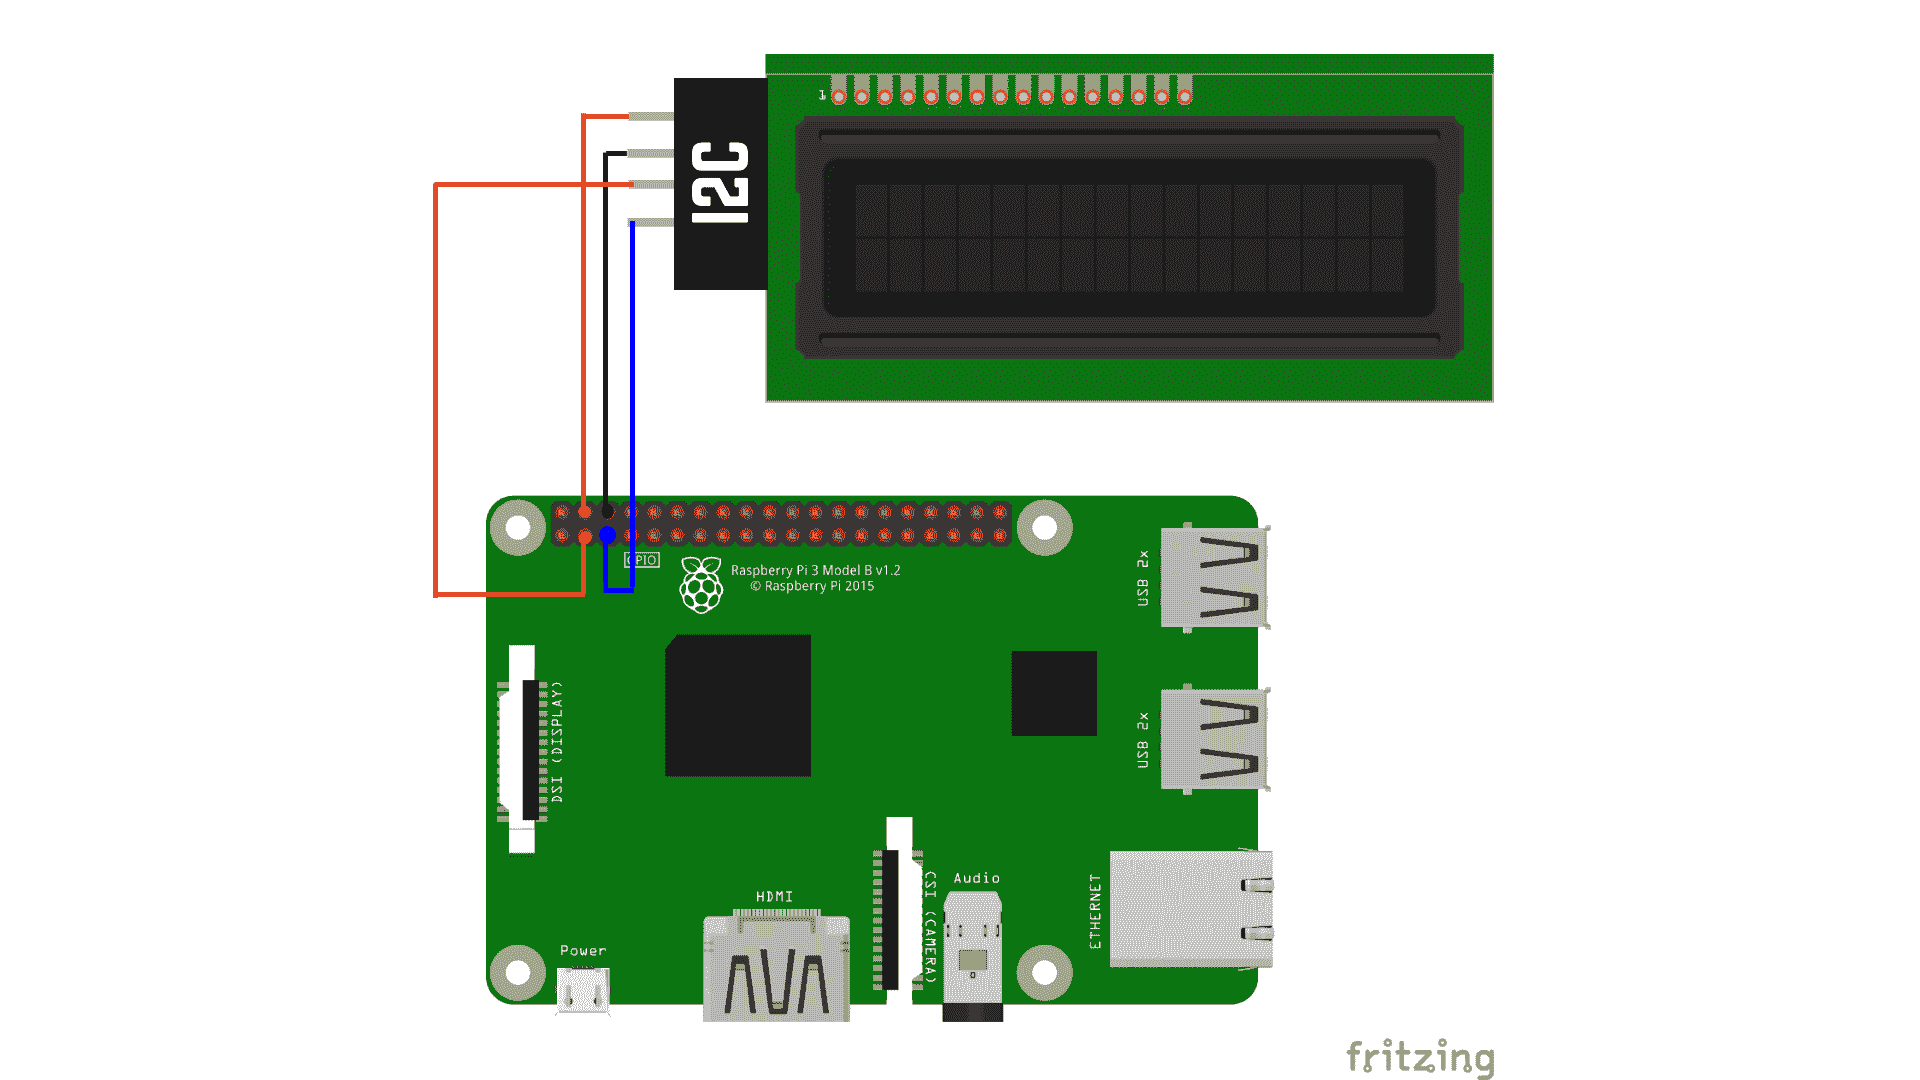 1
I2C
GPIO
Raspberry Pi 3 Model B v1.2
© Raspberry Pi 2015
USB 2x
USB 2x
DSI (DISPLAY)
CSI (CAMERA)
Audio
ETHERNET
HDMI
Power
fritzing